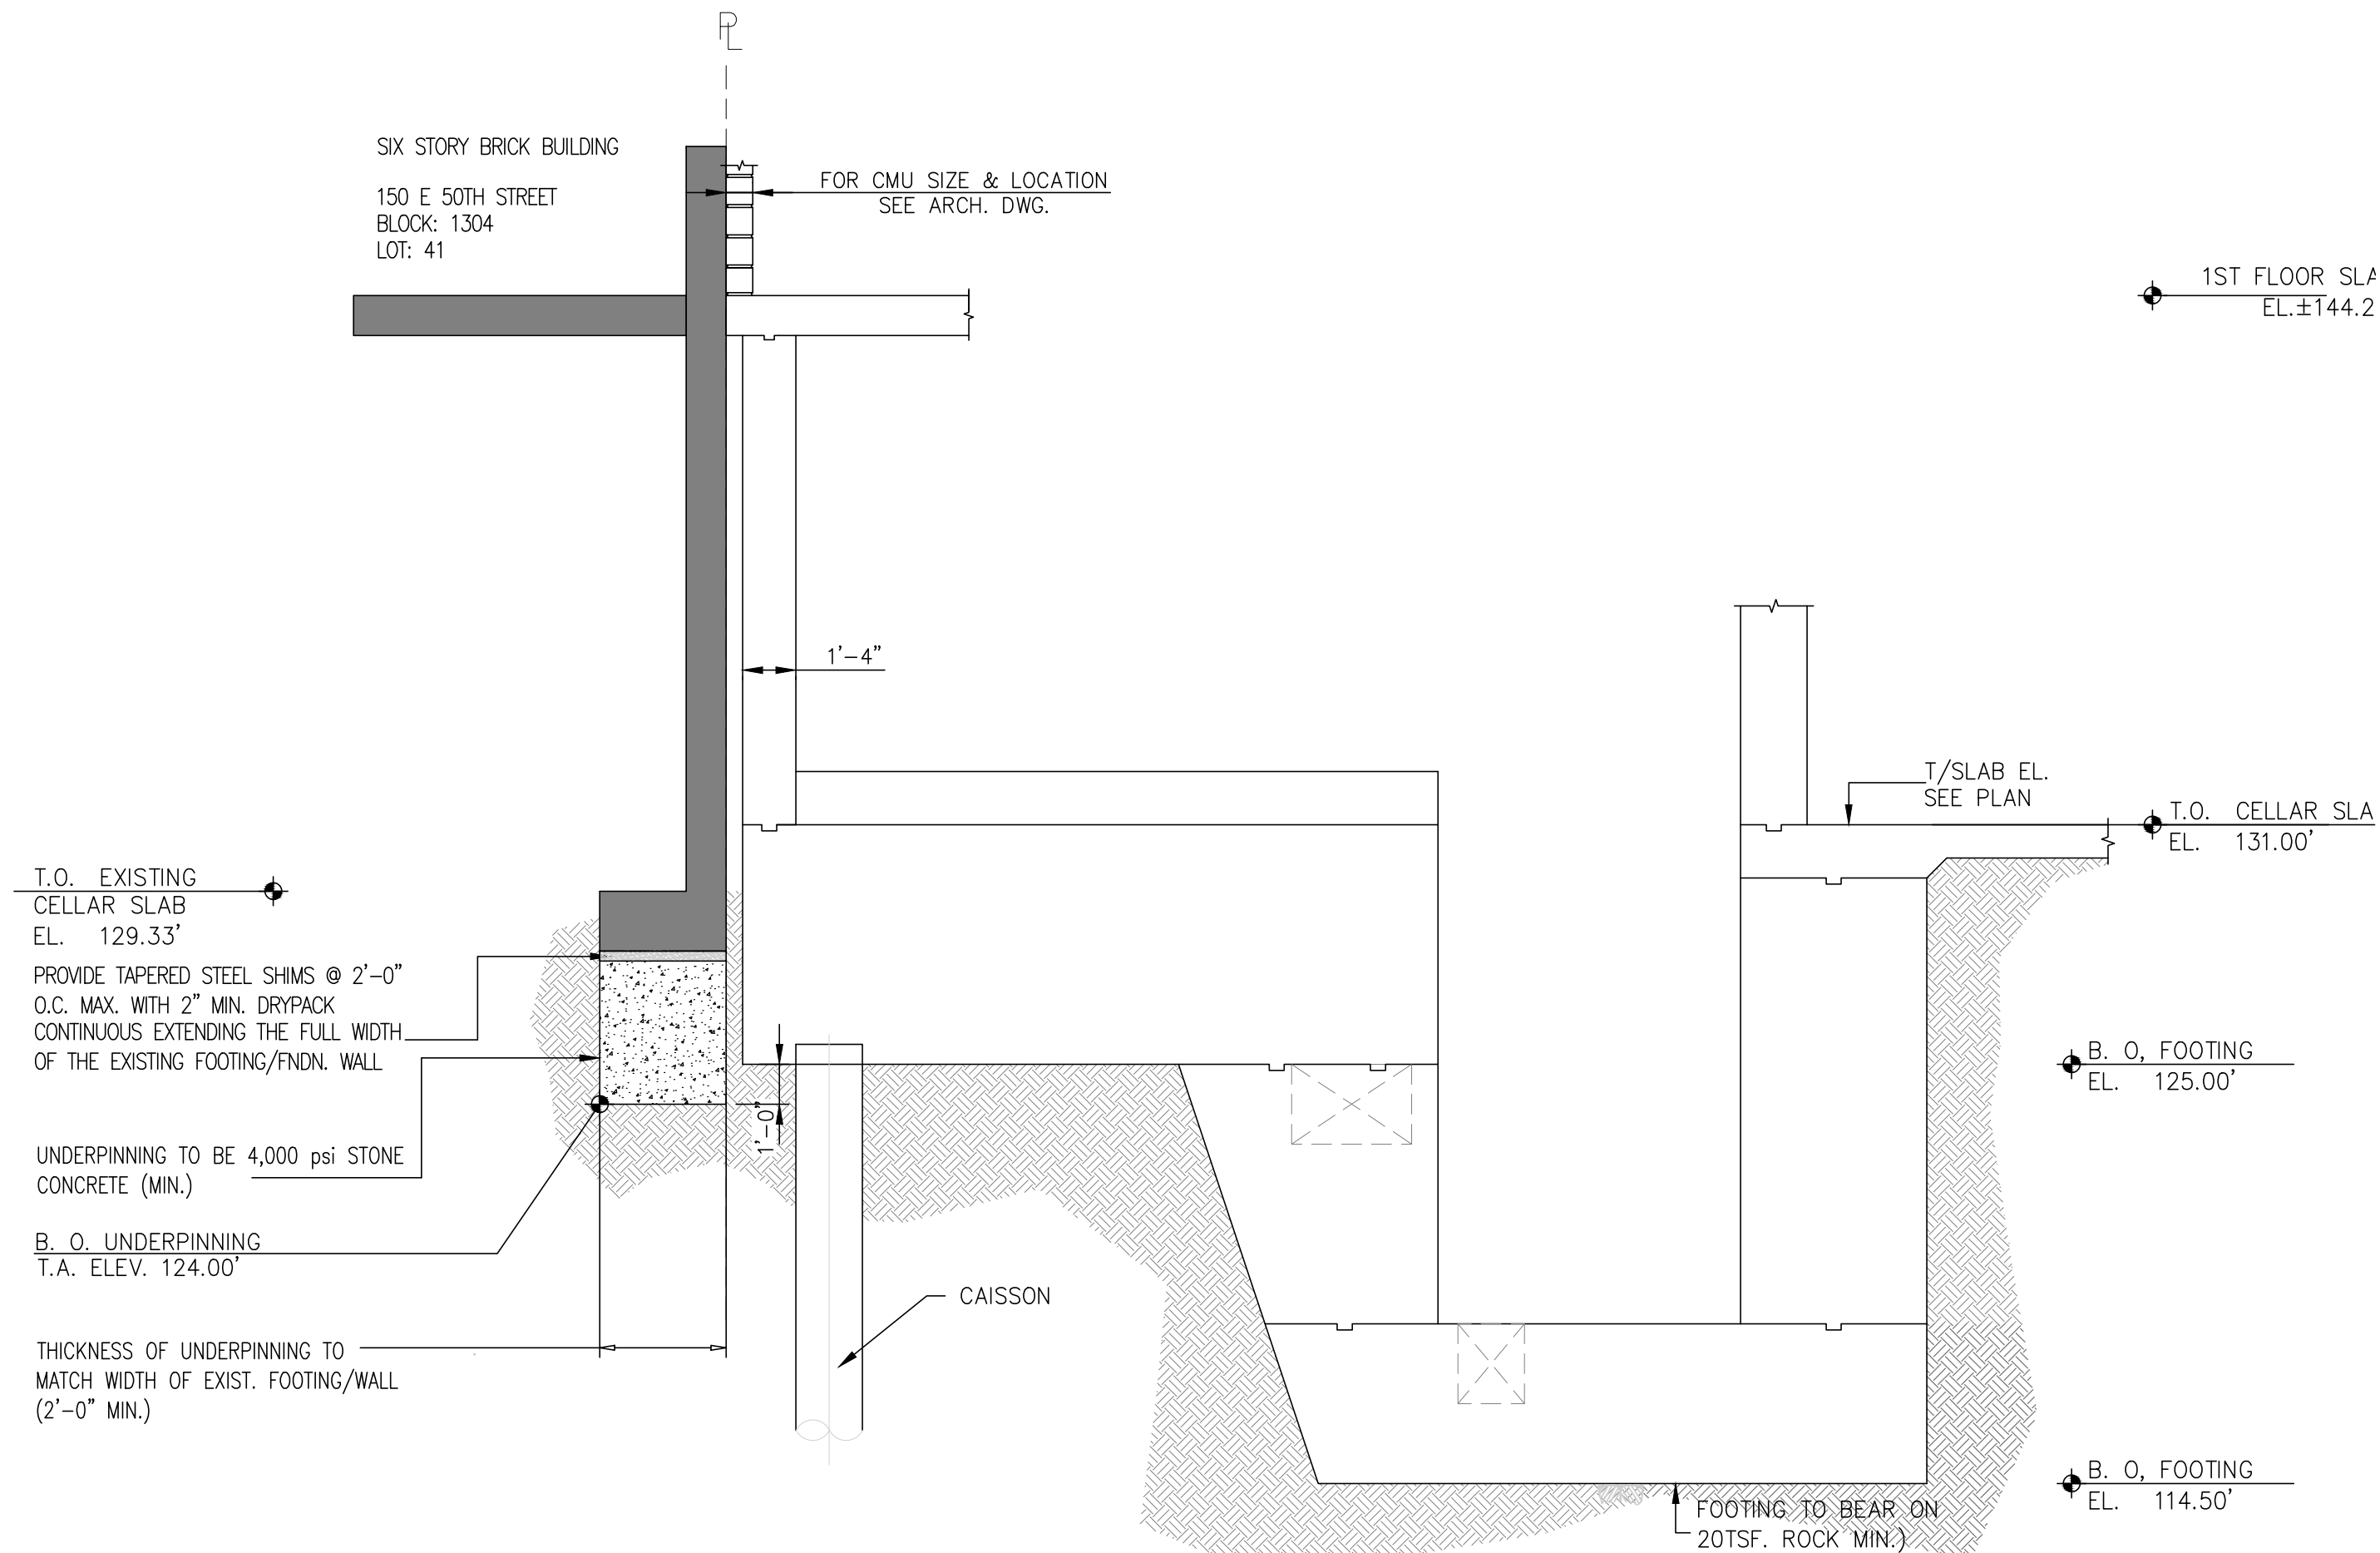 PL
SIX STORY BRICK BUILDING
150 E 50TH STREET
BLOCK: 1304
LOT: 41
FOR CMU SIZE & LOCATION
SEE ARCH. DWG.
1ST FLOOR SLA
EL.±144.2
1'-4"
T/SLAB EL.
SEE PLAN
T.O. CELLAR SLA
EL. 131.00'
T.O. EXISTING
CELLAR SLAB
EL. 129.33'
PROVIDE TAPERED STEEL SHIMS @ 2'-0"
O.C. MAX. WITH 2" MIN. DRYPACK
CONTINUOUS EXTENDING THE FULL WIDTH
OF THE EXISTING FOOTING/FNDN. WALL
B. O, FOOTING
EL. 125.00'
1'-0"
UNDERPINNING TO BE 4,000 psi STONE
CONCRETE (MIN.)
B. O. UNDERPINNING
T.A. ELEV. 124.00'
CAISSON
THICKNESS OF UNDERPINNING TO
MATCH WIDTH OF EXIST. FOOTING/WALL
(2'-0" MIN.)
B. O, FOOTING
EL. 114.50'
FOOTING TO BEAR ON
20TSF. ROCK MIN.)